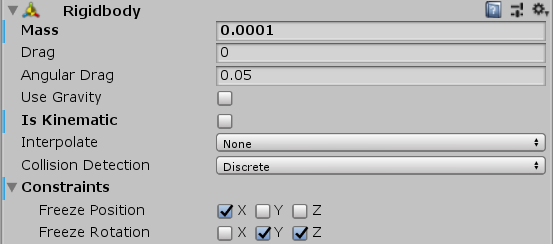 Rigidbody
Mass 0.0001
Drag 0
Angular Drag 0.05
Use Gravity
Is Kinematic
Interpolate None
Collision Detection Discrete
Constraints
Freeze Position X Y Z
Freeze Rotation X Y Z